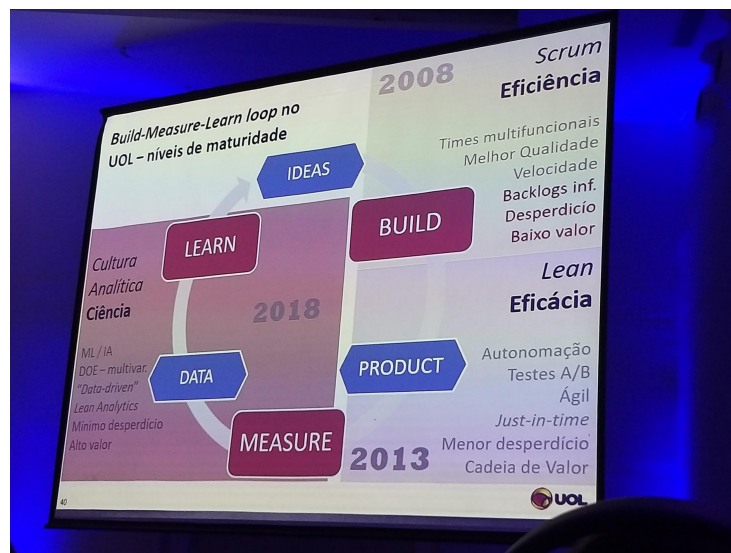 Build-Measure-Learn loop no
UOL – níveis de maturidade
2008
Scrum
Eficiência
Times multifuncionais
Melhor Qualidade
Velocidade
Backlogs inf.
Desperdicío
Baixo valor
IDEAS
BUILD
LEARN
Cultura
Analítica
Ciência
2018
Lean
Eficácia
ML / IA
DOE – multivar.
"Data-driven"
Lean Analytics
Mínimo desperdício
Alto valor
DATA
PRODUCT
Autonomação
Testes A/B
Ágil
Just-in-time
Menor desperdício
Cadeia de Valor
MEASURE
2013
40
UOL